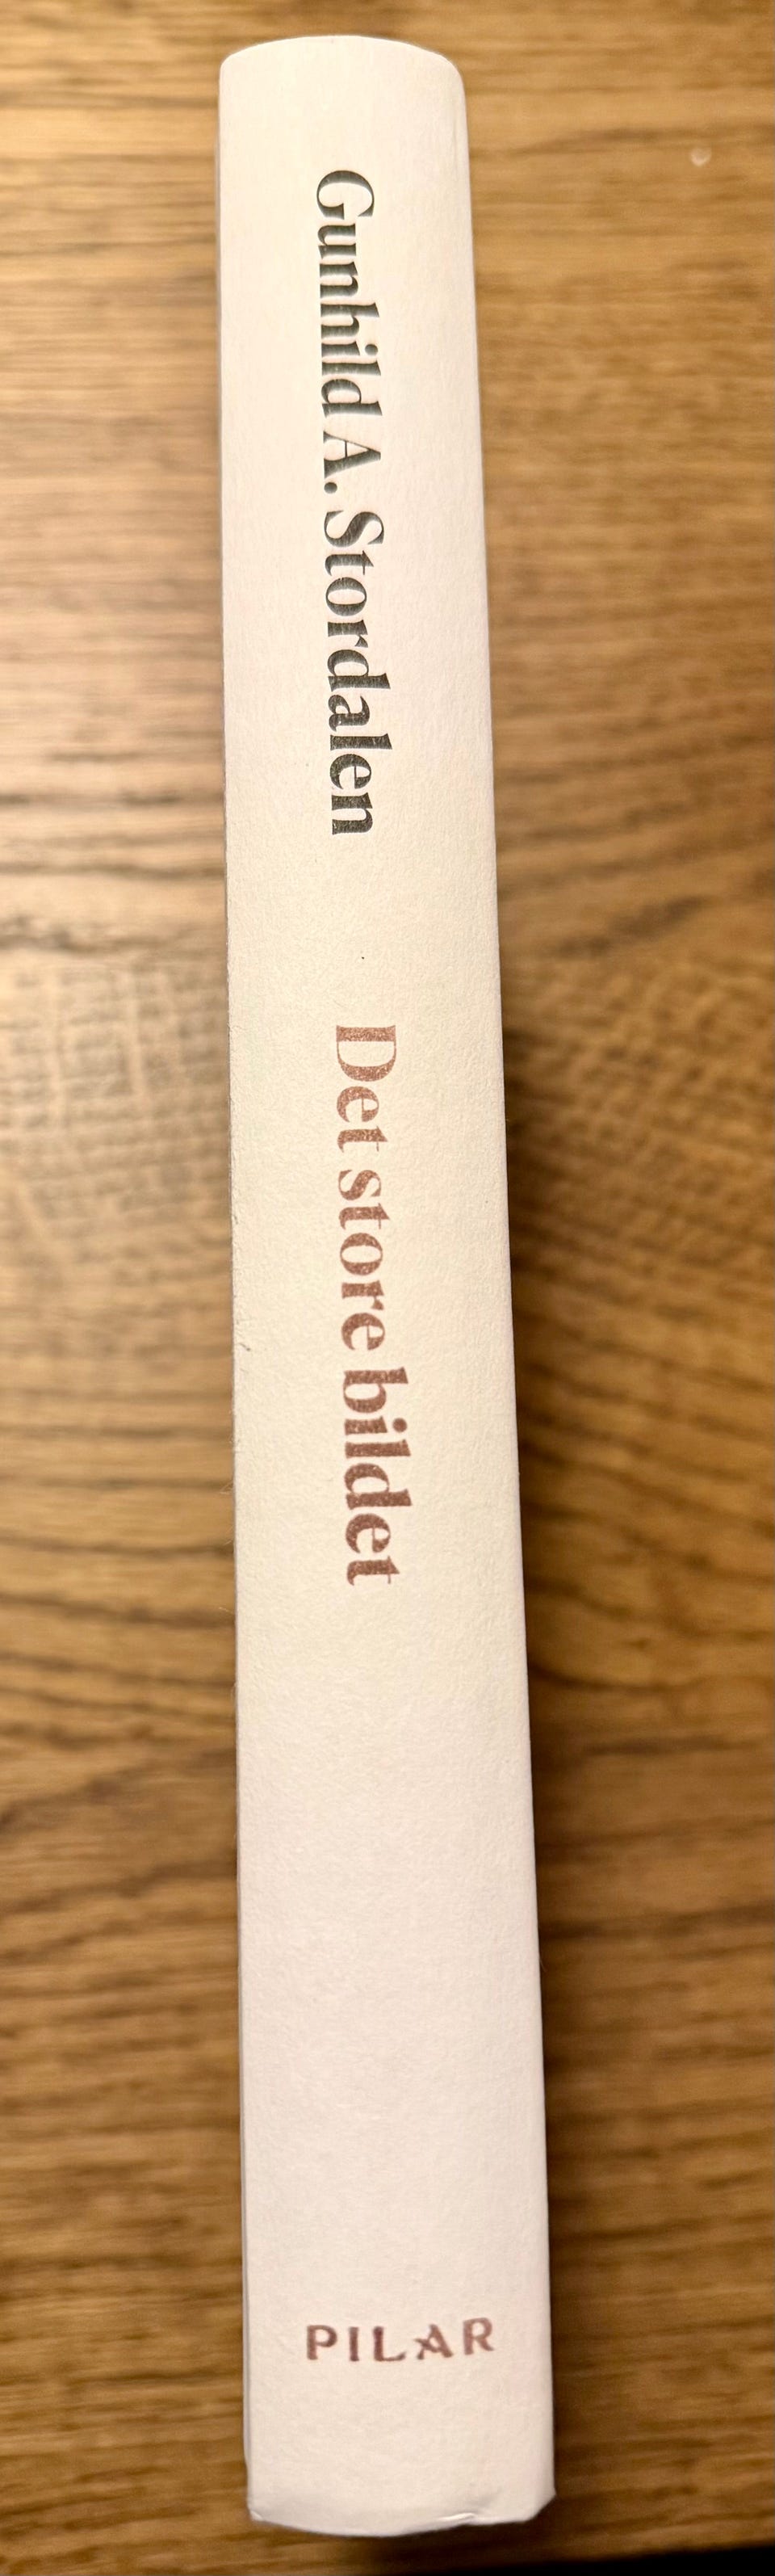 Gunhild A. Stordalen
Det store bildet
PILAR